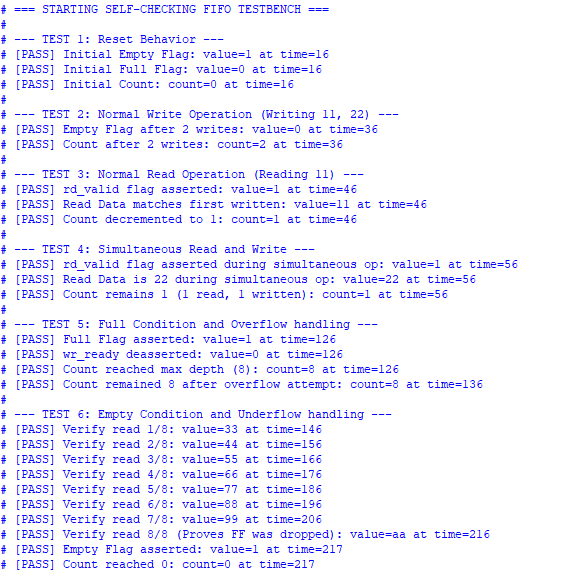 # === STARTING SELF-CHECKING FIFO TESTBENCH ===
#
# --- TEST 1: Reset Behavior ---
# [PASS] Initial Empty Flag: value=1 at time=16
# [PASS] Initial Full Flag: value=0 at time=16
# [PASS] Initial Count: count=0 at time=16
#
# --- TEST 2: Normal Write Operation (Writing 11, 22) ---
# [PASS] Empty Flag after 2 writes: value=0 at time=36
# [PASS] Count after 2 writes: count=2 at time=36
#
# --- TEST 3: Normal Read Operation (Reading 11) ---
# [PASS] rd_valid flag asserted: value=1 at time=46
# [PASS] Read Data matches first written: value=11 at time=46
# [PASS] Count decremented to 1: count=1 at time=46
#
# --- TEST 4: Simultaneous Read and Write ---
# [PASS] rd_valid flag asserted during simultaneous op: value=1 at time=56
# [PASS] Read Data is 22 during simultaneous op: value=22 at time=56
# [PASS] Count remains 1 (1 read, 1 written): count=1 at time=56
#
# --- TEST 5: Full Condition and Overflow handling ---
# [PASS] Full Flag asserted: value=1 at time=126
# [PASS] wr_ready deasserted: value=0 at time=126
# [PASS] Count reached max depth (8): count=8 at time=126
# [PASS] Count remained 8 after overflow attempt: count=8 at time=136
#
# --- TEST 6: Empty Condition and Underflow handling ---
# [PASS] Verify read 1/8: value=33 at time=146
# [PASS] Verify read 2/8: value=44 at time=156
# [PASS] Verify read 3/8: value=55 at time=166
# [PASS] Verify read 4/8: value=66 at time=176
# [PASS] Verify read 5/8: value=77 at time=186
# [PASS] Verify read 6/8: value=88 at time=196
# [PASS] Verify read 7/8: value=99 at time=206
# [PASS] Verify read 8/8 (Proves FF was dropped): value=aa at time=216
# [PASS] Empty Flag asserted: value=1 at time=217
# [PASS] Count reached 0: count=0 at time=217